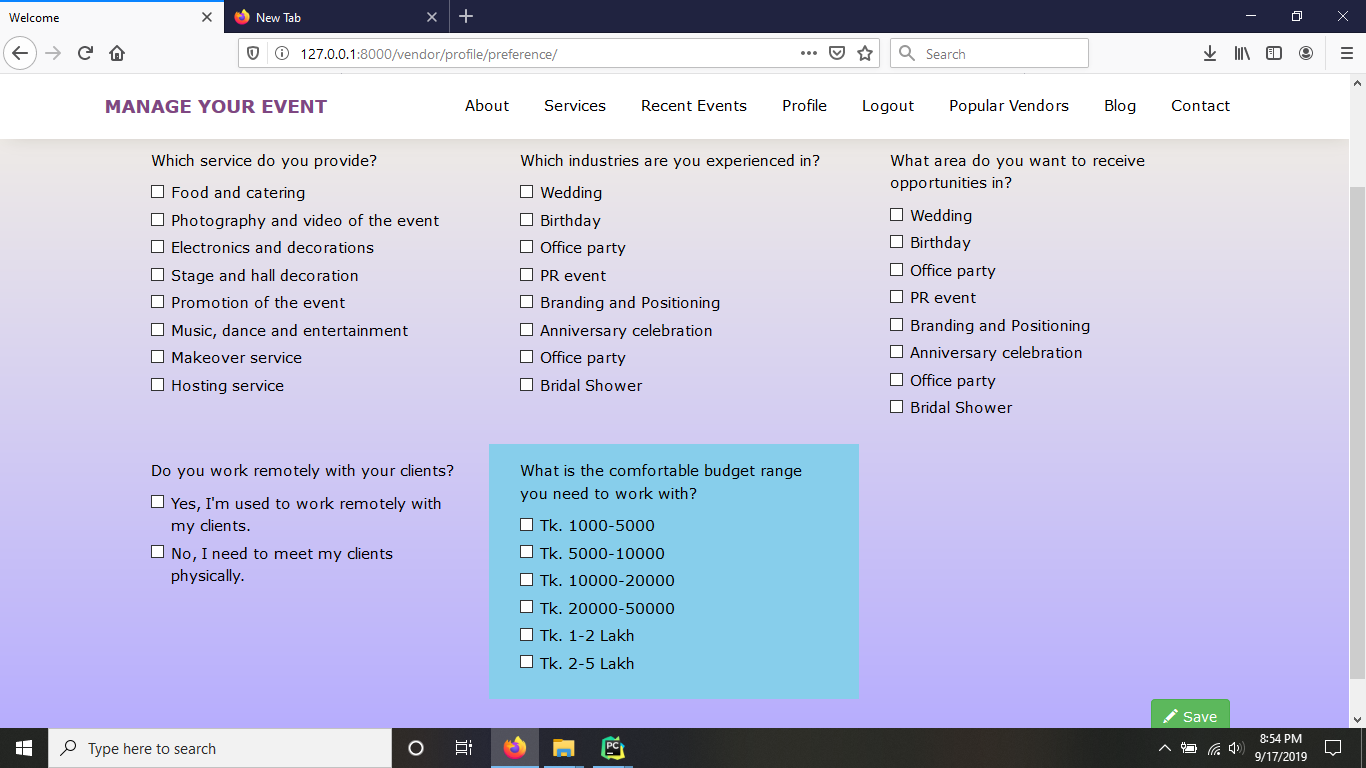 Welcome
New Tab
127.0.0.1:8000/vendor/profile/preference/
Search
MANAGE YOUR EVENT
About
Services
Recent Events
Profile
Logout
Popular Vendors
Blog
Contact
Which service do you provide?
Food and catering
Photography and video of the event
Electronics and decorations
Stage and hall decoration
Promotion of the event
Music, dance and entertainment
Makeover service
Hosting service
Which industries are you experienced in?
Wedding
Birthday
Office party
PR event
Branding and Positioning
Anniversary celebration
Office party
Bridal Shower
What area do you want to receive
opportunities in?
Wedding
Birthday
Office party
PR event
Branding and Positioning
Anniversary celebration
Office party
Bridal Shower
Do you work remotely with your clients?
Yes, I'm used to work remotely with
my clients.
No, I need to meet my clients
physically.
What is the comfortable budget range
you need to work with?
Tk. 1000-5000
Tk. 5000-10000
Tk. 10000-20000
Tk. 20000-50000
Tk. 1-2 Lakh
Tk. 2-5 Lakh
Save
Type here to search
PC
8:54 PM
9/17/2019